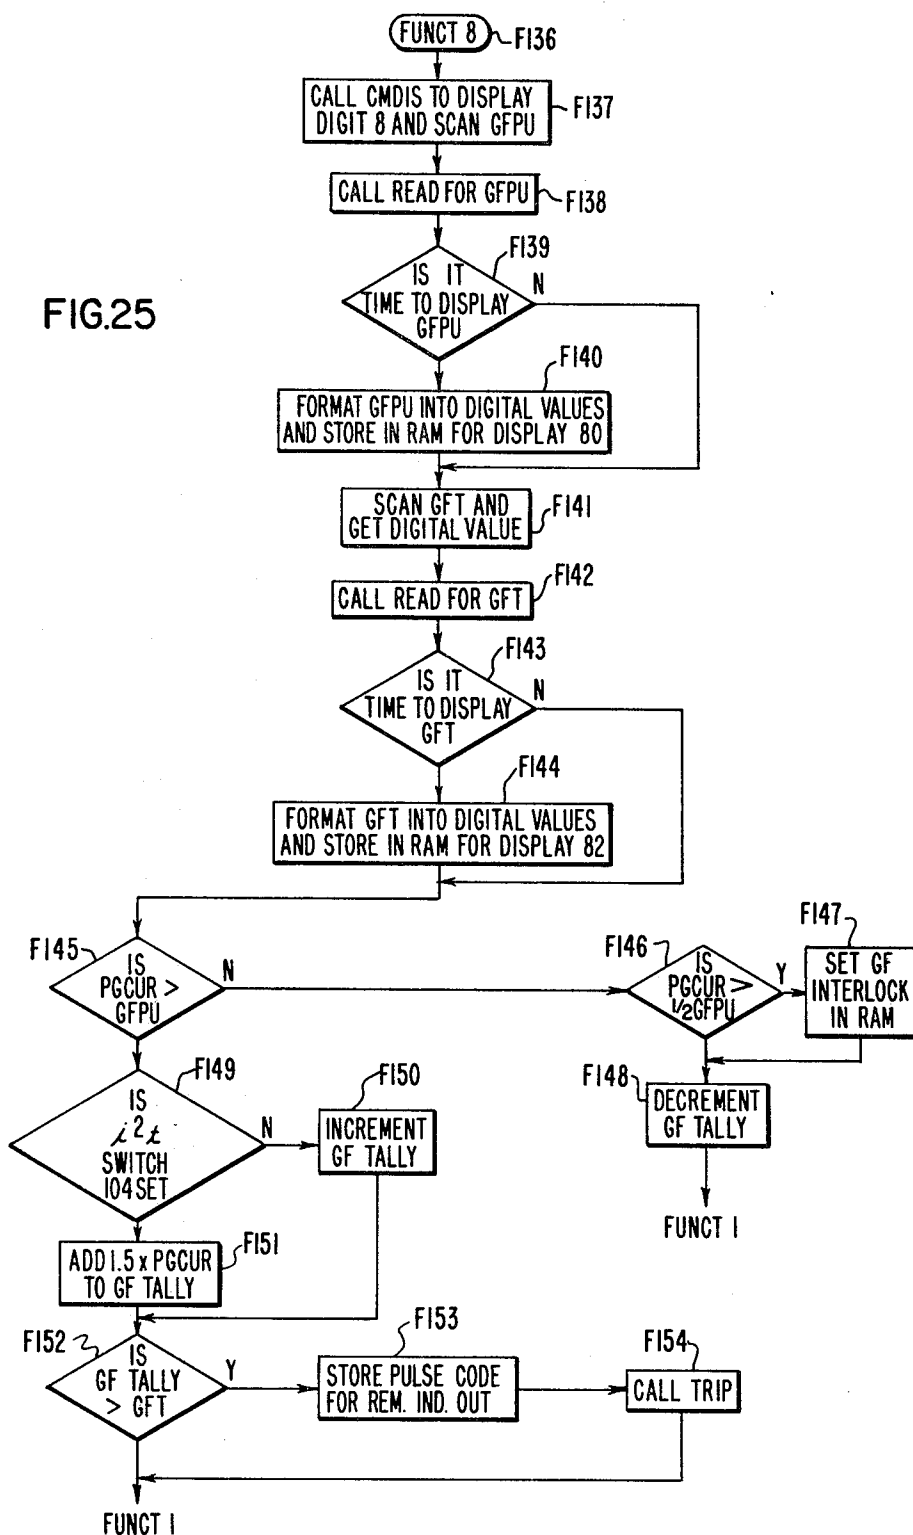 FUNCT 8
F136
CALL CMDIS TO DISPLAY
DIGIT 8 AND SCAN GFPU
F137
CALL READ FOR GFPU
F138
F139
IS IT
TIME TO DISPLAY
GFPU
N
FIG.25
F140
FORMAT GFPU INTO DIGITAL VALUES
AND STORE IN RAM FOR DISPLAY 80
SCAN GFT AND
GET DIGITAL VALUE
F141
F142
CALL READ FOR GFT
F143
IS IT
TIME TO DISPLAY
GFT
N
F144
FORMAT GFT INTO DIGITAL VALUES
AND STORE IN RAM FOR DISPLAY 82
F145
IS
PGCUR >
GFPU
N
F146
IS
PGCUR >
1/2GFPU
Y
F147
SET GF
INTERLOCK
IN RAM
F148
DECREMENT
GF TALLY
FUNCT 1
F149
IS
i²t
SWITCH
104 SET
N
F150
INCREMENT
GF TALLY
F151
ADD 1.5 x PGCUR
TO GF TALLY
F152
IS
GF TALLY
> GFT
Y
F153
STORE PULSE CODE
FOR REM. IND. OUT
F154
CALL TRIP
FUNCT 1